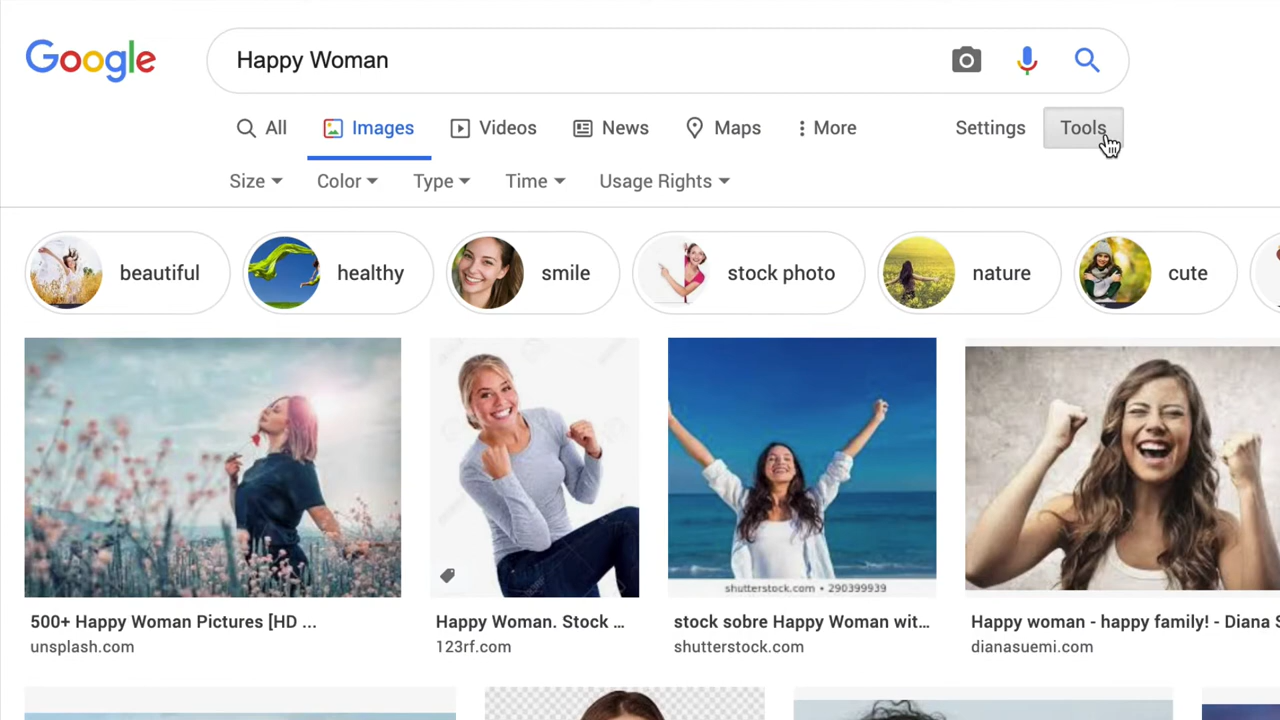 Google
Happy Woman
All Images Videos News Maps More Settings Tools
Size Color Type Time Usage Rights
beautiful healthy smile stock photo nature cute
shutterstock.com • 290399939
500+ Happy Woman Pictures [HD ...
unsplash.com
Happy Woman. Stock ...
123rf.com
stock sobre Happy Woman wit...
shutterstock.com
Happy woman - happy family! - Diana S
dianasuemi.com